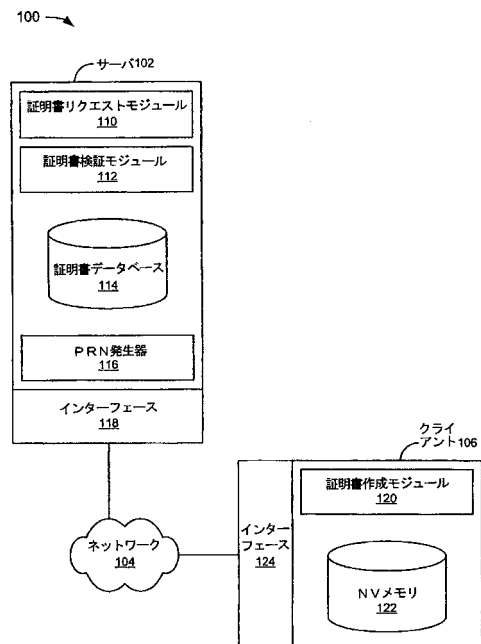 100
サーバ102
証明書リクエストモジュール
110
証明書検証モジュール
112
証明書データベース
114
PRN発生器
116
インターフェース
118
クライ
アント106
証明書作成モジュール
120
インター
フェース
124
ネットワーク
104
NVメモリ
122